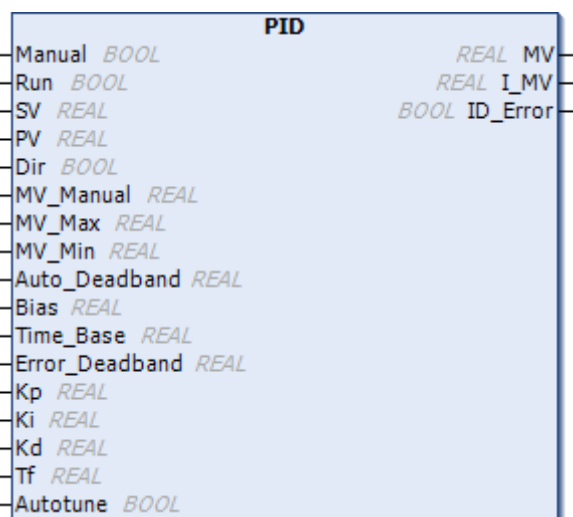 PID
Manual BOOL REAL MV
Run BOOL REAL I_MV
SV REAL BOOL ID_Error
PV REAL
Dir BOOL
MV_Manual REAL
MV_Max REAL
MV_Min REAL
Auto_Deadband REAL
Bias REAL
Time_Base REAL
Error_Deadband REAL
Kp REAL
Ki REAL
Kd REAL
Tf REAL
Autotune BOOL